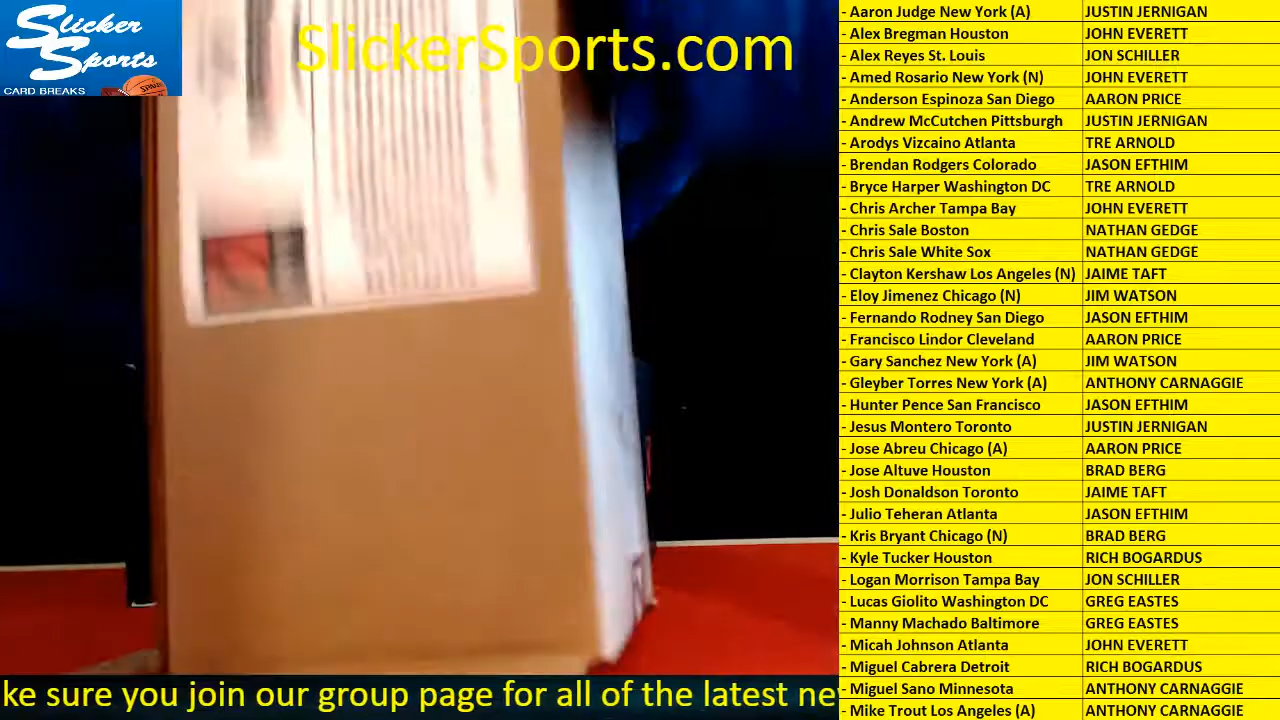 Slicker
Sports
CARD BREAKS
SPALDING
SlickerSports.com
- Aaron Judge New York (A) JUSTIN JERNIGAN
- Alex Bregman Houston JOHN EVERETT
- Alex Reyes St. Louis JON SCHILLER
- Amed Rosario New York (N) JOHN EVERETT
- Anderson Espinoza San Diego AARON PRICE
- Andrew McCutchen Pittsburgh JUSTIN JERNIGAN
- Arodys Vizcaino Atlanta TRE ARNOLD
- Brendan Rodgers Colorado JASON EFTHIM
- Bryce Harper Washington DC TRE ARNOLD
- Chris Archer Tampa Bay JOHN EVERETT
- Chris Sale Boston NATHAN GEDGE
- Chris Sale White Sox NATHAN GEDGE
- Clayton Kershaw Los Angeles (N) JAIME TAFT
- Eloy Jimenez Chicago (N) JIM WATSON
- Fernando Rodney San Diego JASON EFTHIM
- Francisco Lindor Cleveland AARON PRICE
- Gary Sanchez New York (A) JIM WATSON
- Gleyber Torres New York (A) ANTHONY CARNAGGIE
- Hunter Pence San Francisco JASON EFTHIM
- Jesus Montero Toronto JUSTIN JERNIGAN
- Jose Abreu Chicago (A) AARON PRICE
- Jose Altuve Houston BRAD BERG
- Josh Donaldson Toronto JAIME TAFT
- Julio Teheran Atlanta JASON EFTHIM
- Kris Bryant Chicago (N) BRAD BERG
- Kyle Tucker Houston RICH BOGARDUS
- Logan Morrison Tampa Bay JON SCHILLER
- Lucas Giolito Washington DC GREG EASTES
- Manny Machado Baltimore GREG EASTES
- Micah Johnson Atlanta JOHN EVERETT
- Miguel Cabrera Detroit RICH BOGARDUS
- Miguel Sano Minnesota ANTHONY CARNAGGIE
- Mike Trout Los Angeles (A) ANTHONY CARNAGGIE
ke sure you join our group page for all of the latest ne